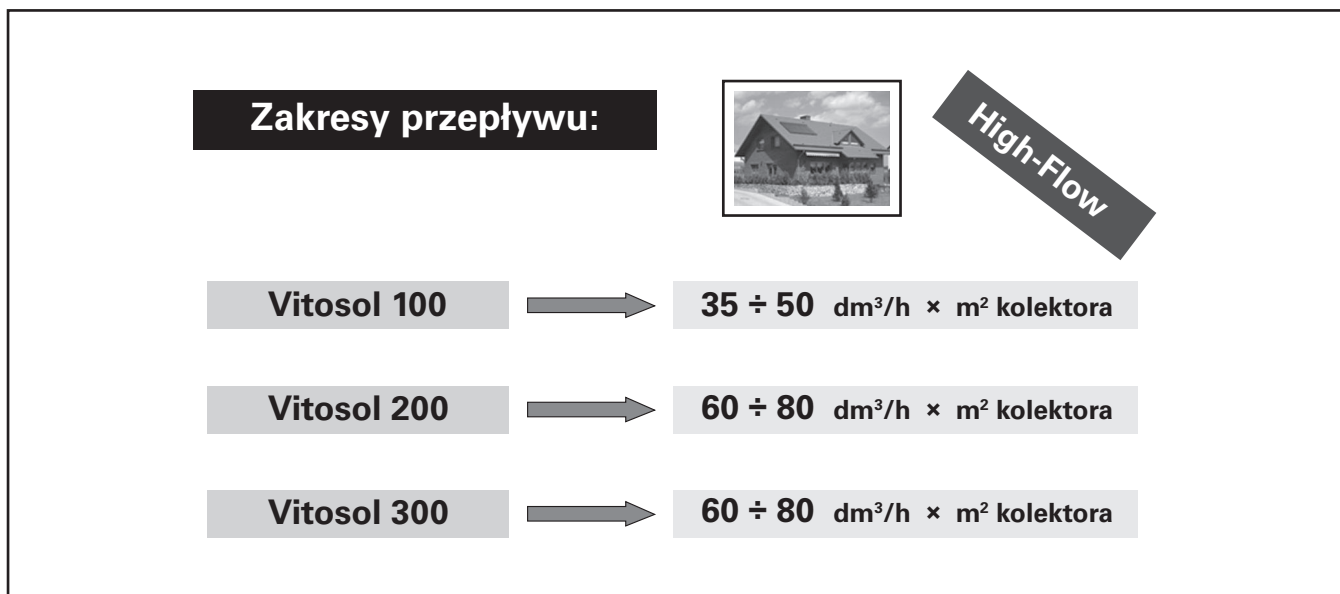 Zakresy przepływu:
High-Flow
Vitosol 100
35 ÷ 50 dm³/h × m² kolektora
Vitosol 200
60 ÷ 80 dm³/h × m² kolektora
Vitosol 300
60 ÷ 80 dm³/h × m² kolektora